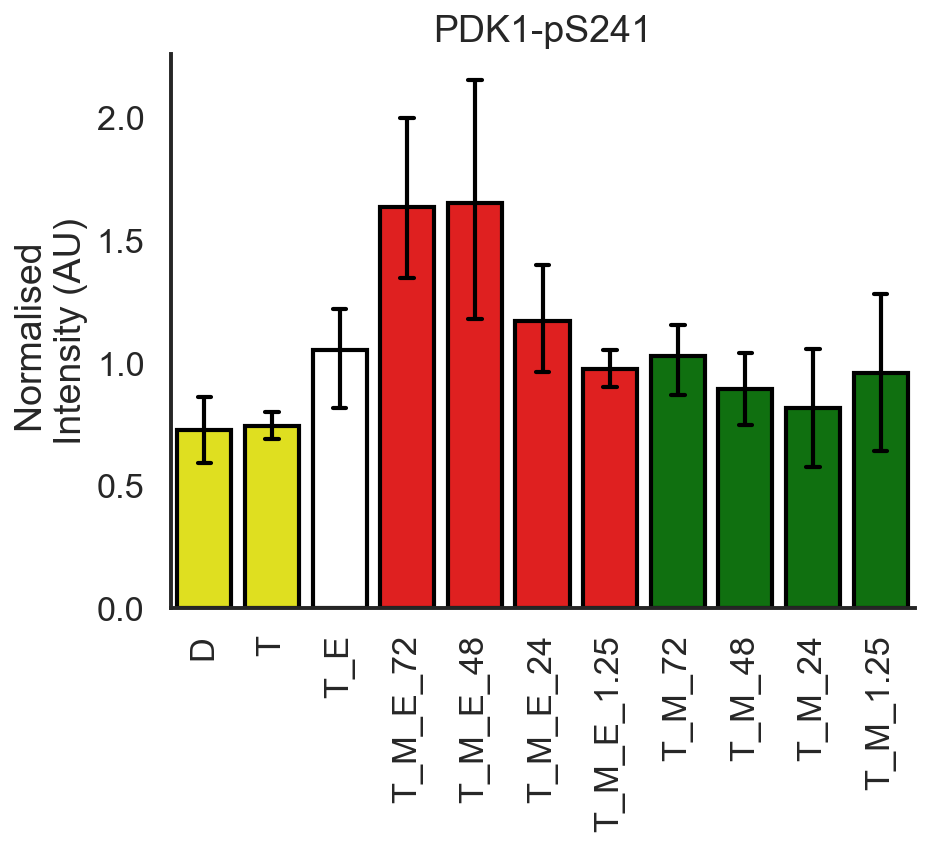 PDK1-pS241
Normalised
Intensity (AU)
2.0
1.5
1.0
0.5
0.0
D
T
T_E
T_M_E_72
T_M_E_48
T_M_E_24
T_M_E_1.25
T_M_72
T_M_48
T_M_24
T_M_1.25